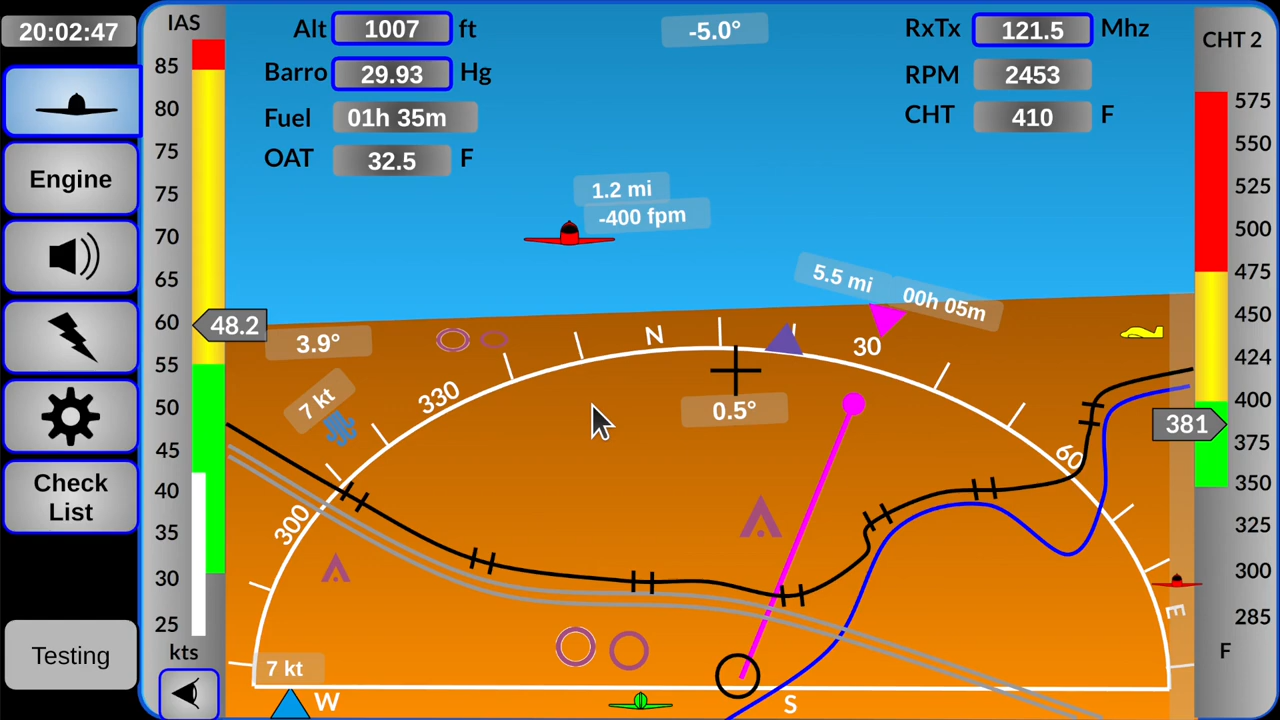 20:02:47
Engine
Check
List
Testing
IAS
85
80
75
70
65
60
55
50
45
40
35
30
25
kts
48.2
Alt 1007 ft
Barro 29.93 Hg
Fuel 01h 35m
OAT 32.5 F
-5.0°
RxTx 121.5 Mhz
RPM 2453
CHT 410 F
1.2 mi
-400 fpm
5.5 mi
00h 05m
3.9°
N
30
330
7 kt
0.5°
60
300
E
7 kt
W
S
CHT 2
575
550
525
500
475
450
424
400
375
350
325
300
285
F
381